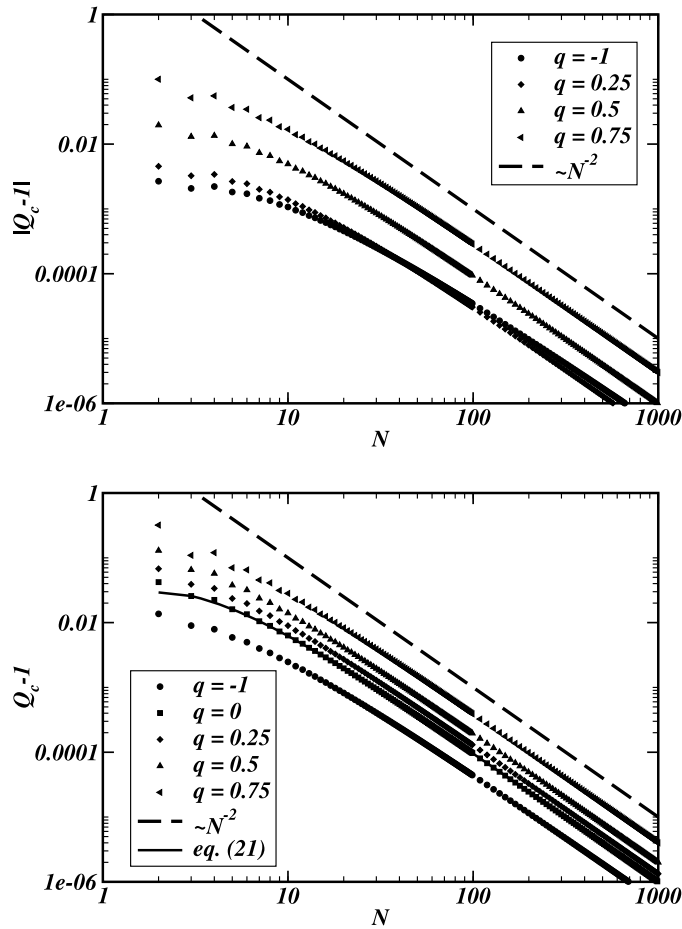 1
q = -1
q = 0.25
q = 0.5
q = 0.75
~N^-2
0.01
|Q_c-1|
0.0001
1e-06
1 10 100 1000
N
1
0.01
Q_c-1
q = -1
q = 0
q = 0.25
q = 0.5
q = 0.75
~N^-2
eq. (21)
0.0001
1e-06
1 10 100 1000
N